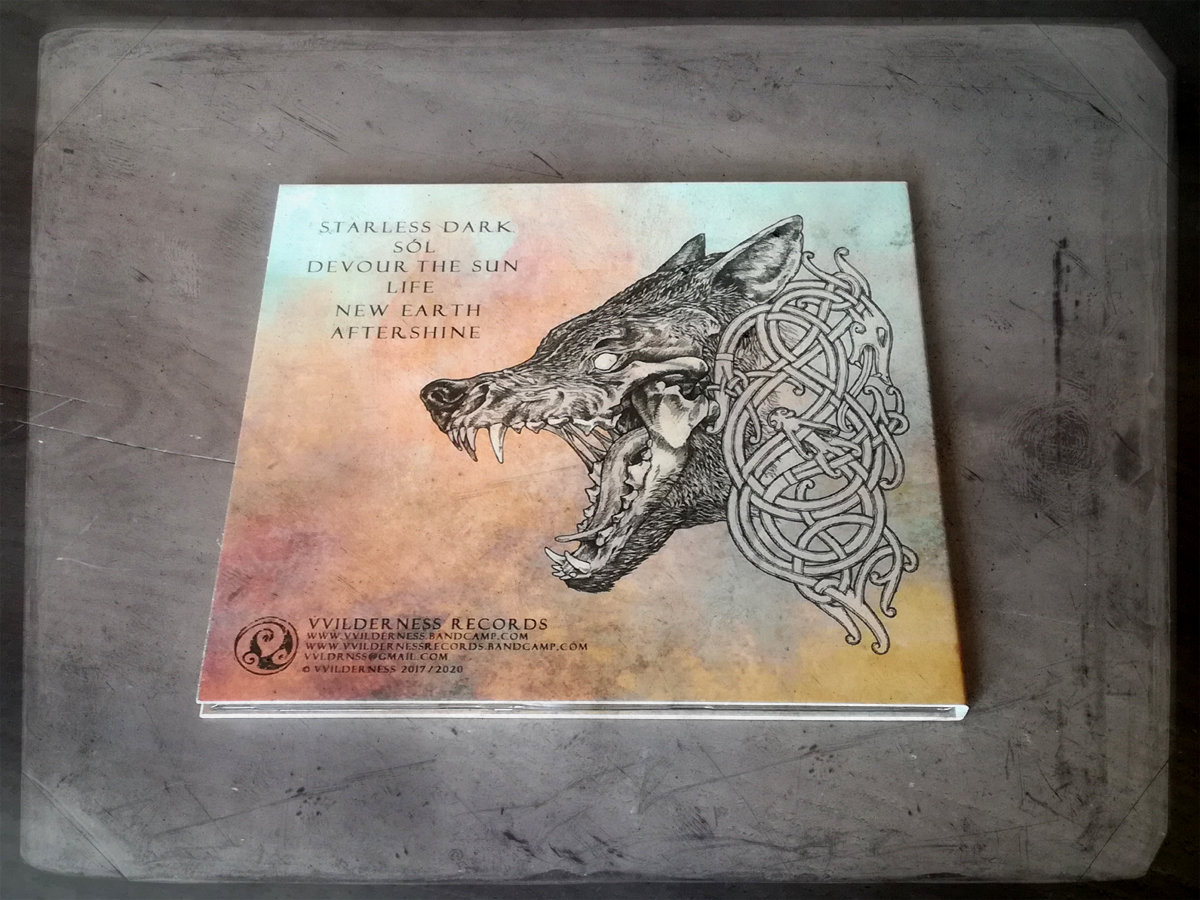 STARLESS DARK
SÓL
DEVOUR THE SUN
LIFE
NEW EARTH
AFTERSHINE
VVILDERNESS RECORDS
WWW.VVILDERNESS.BANDCAMP.COM
WWW.VVILDERNESSRECORDS.BANDCAMP.COM
VVLDRNSS@GMAIL.COM
© VVILDERNESS 2017/2020